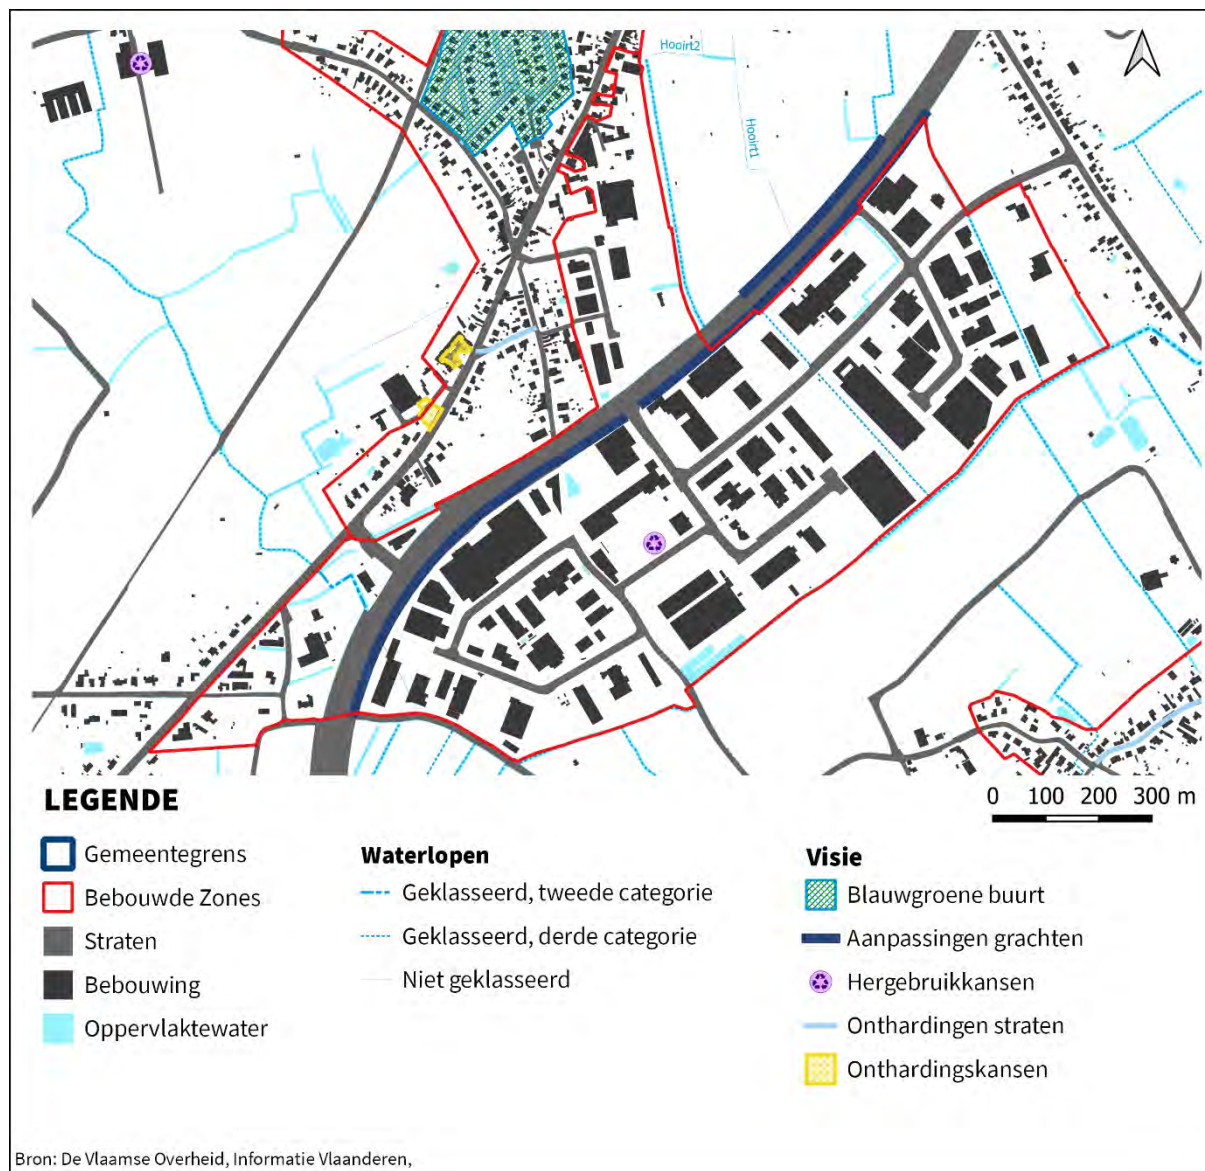 Hooirt2
Hooirt1
0 100 200 300 m
LEGENDE
Gemeentegrens
Bebouwde Zones
Straten
Bebouwing
Oppervlaktewater
Waterlopen
Geklasseerd, tweede categorie
Geklasseerd, derde categorie
Niet geklasseerd
Visie
Blauwgroene buurt
Aanpassingen grachten
Hergebruikkansen
Onthardingen straten
Onthardingskansen
Bron: De Vlaamse Overheid, Informatie Vlaanderen,